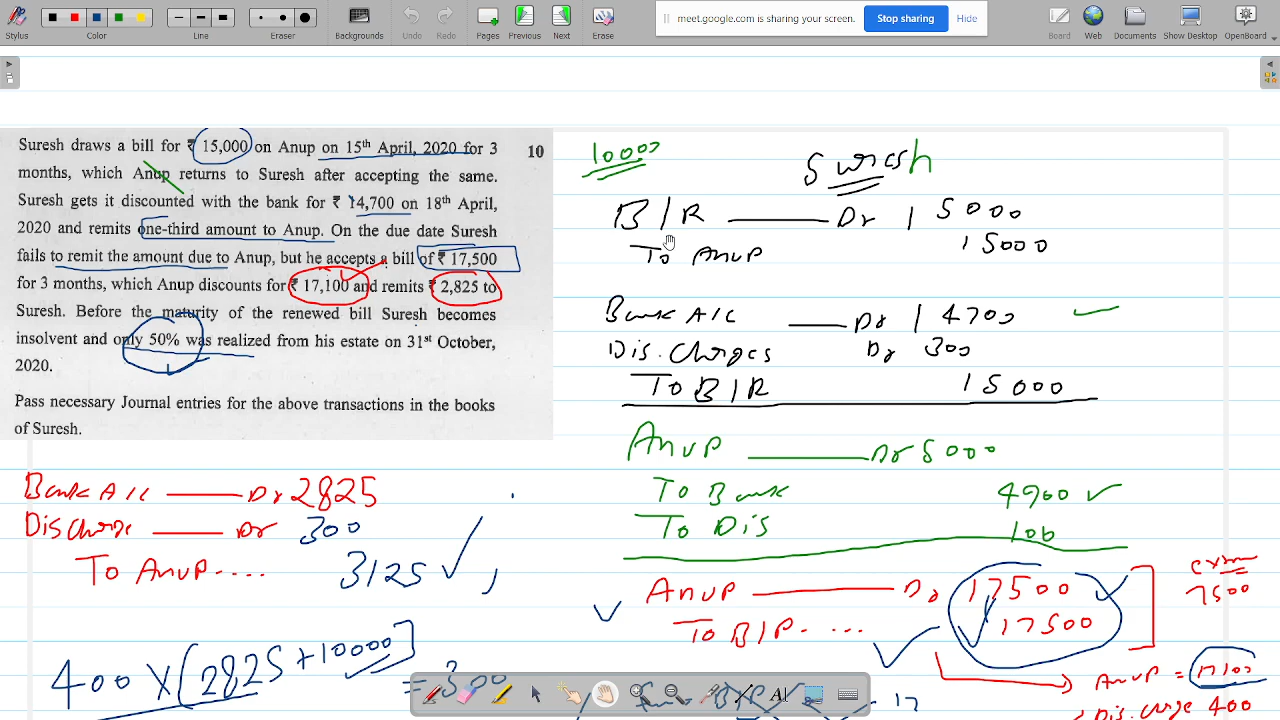 Stylus
Color
Line
Eraser
Backgrounds
Undo
Redo
Pages
Previous
Next
Erase
meet.google.com is sharing your screen.
Stop sharing
Hide
Board
Web
Documents
Show Desktop
OpenBoard
Suresh draws a bill for ₹ 15,000 on Anup on 15th April, 2020 for 3
months, which Anup returns to Suresh after accepting the same.
Suresh gets it discounted with the bank for ₹ 14,700 on 18th April,
2020 and remits one-third amount to Anup. On the due date Suresh
fails to remit the amount due to Anup, but he accepts a bill of ₹ 17,500
for 3 months, which Anup discounts for ₹ 17,100 and remits ₹ 2,825 to
Suresh. Before the maturity of the renewed bill Suresh becomes
insolvent and only 50% was realized from his estate on 31st October,
2020.
10
Pass necessary Journal entries for the above transactions in the books
of Suresh.
10000
Suresh
B/R Dr 15000
To Anup 15000
Bank A/C Dr 14700
Dis. Charges Dr 300
To B/R 15000
Anup Dr 5000
To Bank 4900
To Dis 100
Anup Dr 17500
To B/P.... 17500
7500
Anup = 17100
Dis. charge 400
Bank A/C Dr 2825
Discharge Dr 300
To Anup.... 3125
400 × [2825 + 10000]
= 300